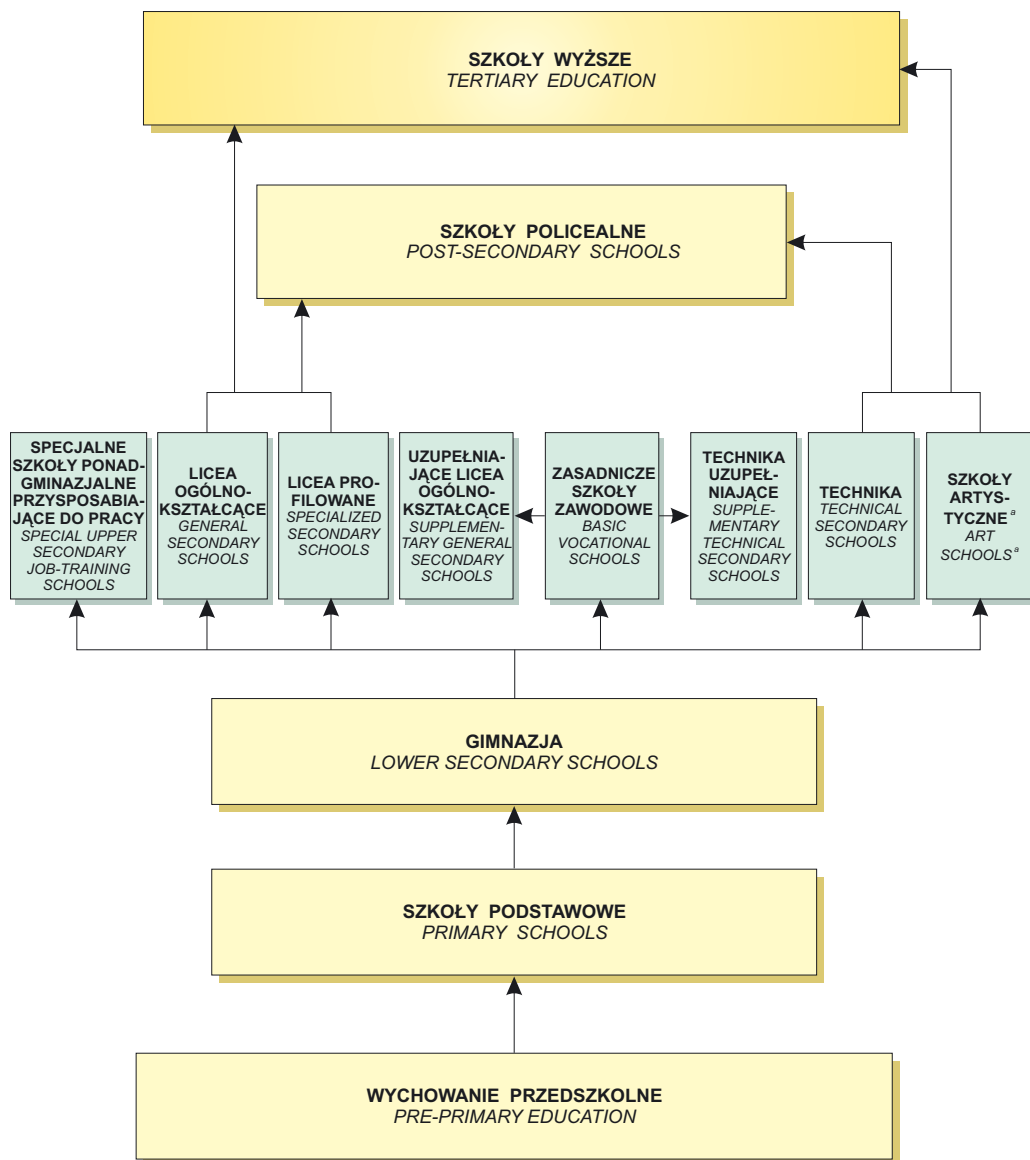 SZKOŁY WYŻSZE
TERTIARY EDUCATION
SZKOŁY POLICEALNE
POST-SECONDARY SCHOOLS
SPECJALNE
SZKOŁY PONAD-
GMINAZJALNE
PRZYSPOSABIA-
JĄCE DO PRACY
SPECIAL UPPER
SECONDARY
JOB-TRAINING
SCHOOLS
LICEA
OGÓLNO-
KSZTAŁCĄCE
GENERAL
SECONDARY
SCHOOLS
LICEA PRO-
FILOWANE
SPECIALIZED
SECONDARY
SCHOOLS
UZUPEŁNIA-
JĄCE LICEA
OGÓLNO-
KSZTAŁCĄCE
SUPPLEMEN-
TARY GENERAL
SECONDARY
SCHOOLS
ZASADNICZE
SZKOŁY
ZAWODOWE
BASIC
VOCATIONAL
SCHOOLS
TECHNIKA
UZUPEŁ-
NIAJĄCE
SUPPLE-
MENTARY
TECHNICAL
SECONDARY
SCHOOLS
TECHNIKA
TECHNICAL
SECONDARY
SCHOOLS
SZKOŁY
ARTYS-
TYCZNE a
ART
SCHOOLS a
GIMNAZJA
LOWER SECONDARY SCHOOLS
SZKOŁY PODSTAWOWE
PRIMARY SCHOOLS
WYCHOWANIE PRZEDSZKOLNE
PRE-PRIMARY EDUCATION